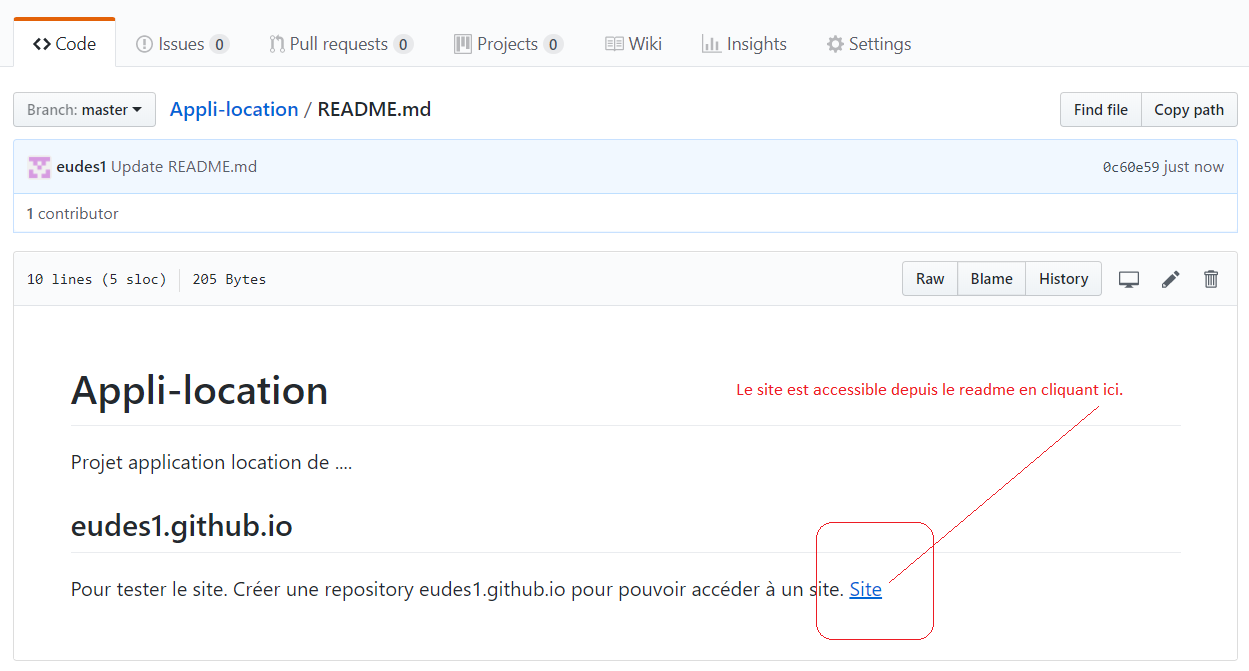 Code Issues 0 Pull requests 0 Projects 0 Wiki Insights Settings
Branch: master Appli-location / README.md Find file Copy path
eudes1 Update README.md 0c60e59 just now
1 contributor
10 lines (5 sloc) 205 Bytes Raw Blame History
Appli-location
Le site est accessible depuis le readme en cliquant ici.
Projet application location de ....
eudes1.github.io
Pour tester le site. Créer une repository eudes1.github.io pour pouvoir accéder à un site. Site